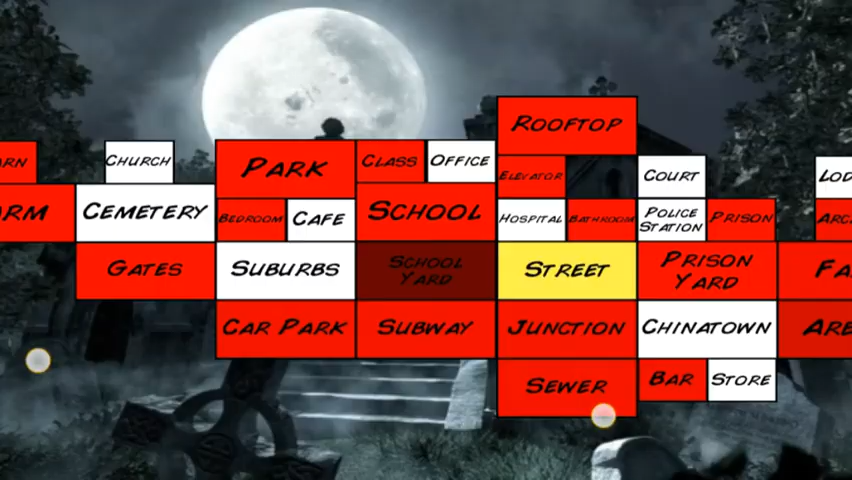 Rooftop
Church
Park
Class
Office
Elevator
Court
Cemetery
Bedroom
Cafe
School
Hospital
Bathroom
Police
Station
Prison
Gates
Suburbs
School
Yard
Street
Prison
Yard
Car Park
Subway
Junction
Chinatown
Sewer
Bar
Store